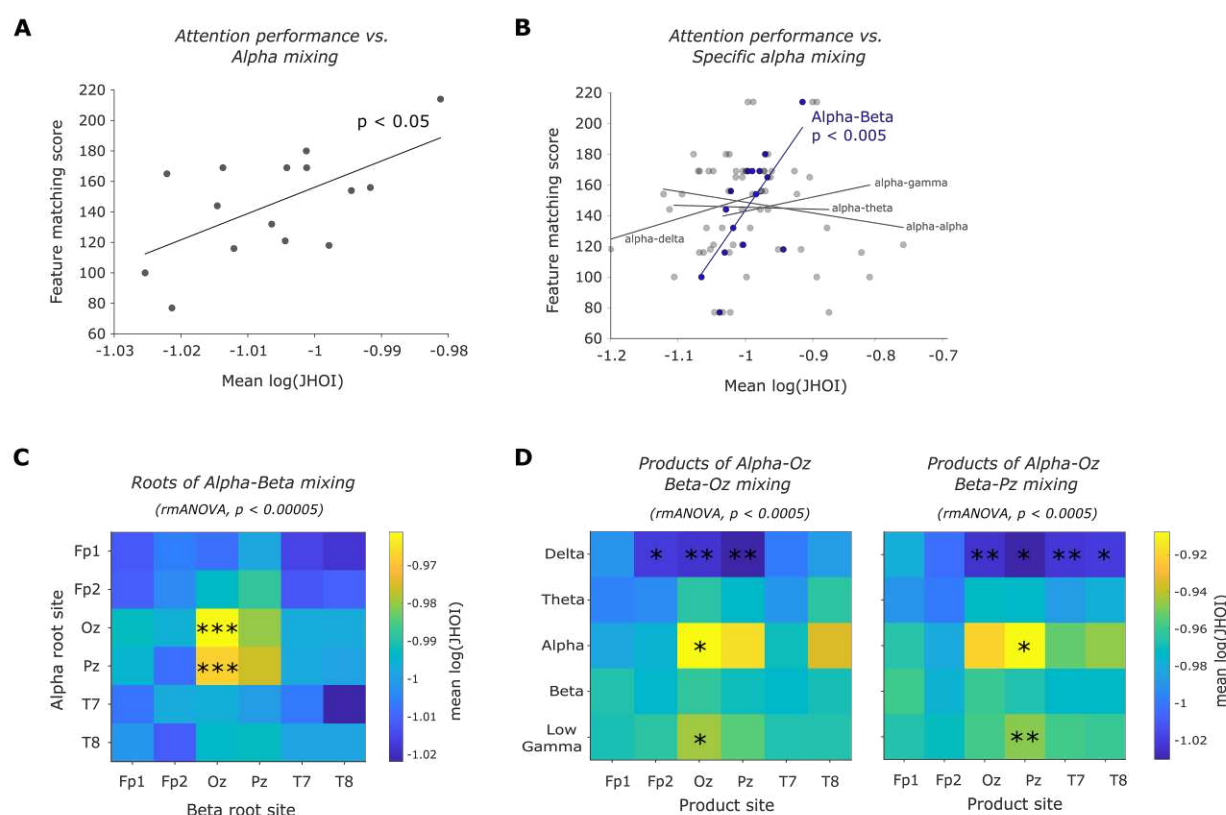 A
Attention performance vs.
Alpha mixing
Feature matching score
220
200
180
160
140
120
100
80
60
p < 0.05
-1.03
-1.02
-1.01
-1
-0.99
-0.98
Mean log(JHOI)
B
Attention performance vs.
Specific alpha mixing
Feature matching score
220
200
180
160
140
120
100
80
60
Alpha-Beta
p < 0.005
alpha-gamma
alpha-theta
alpha-alpha
alpha-delta
-1.2
-1.1
-1
-0.9
-0.8
-0.7
Mean log(JHOI)
C
Roots of Alpha-Beta mixing
(rmANOVA, p < 0.00005)
Alpha root site
Fp1
Fp2
Oz
Pz
T7
T8
***
***
Fp1
Fp2
Oz
Pz
T7
T8
Beta root site
-0.97
-0.98
-0.99
-1
-1.01
-1.02
mean log(JHOI)
D
Products of Alpha-Oz
Beta-Oz mixing
(rmANOVA, p < 0.0005)
Delta
Theta
Alpha
Beta
Low
Gamma
* ** **
*
*
Fp1
Fp2
Oz
Pz
T7
T8
Product site
Products of Alpha-Oz
Beta-Pz mixing
(rmANOVA, p < 0.0005)
** * ** *
*
**
Fp1
Fp2
Oz
Pz
T7
T8
Product site
-0.92
-0.94
-0.96
-0.98
-1
-1.02
mean log(JHOI)